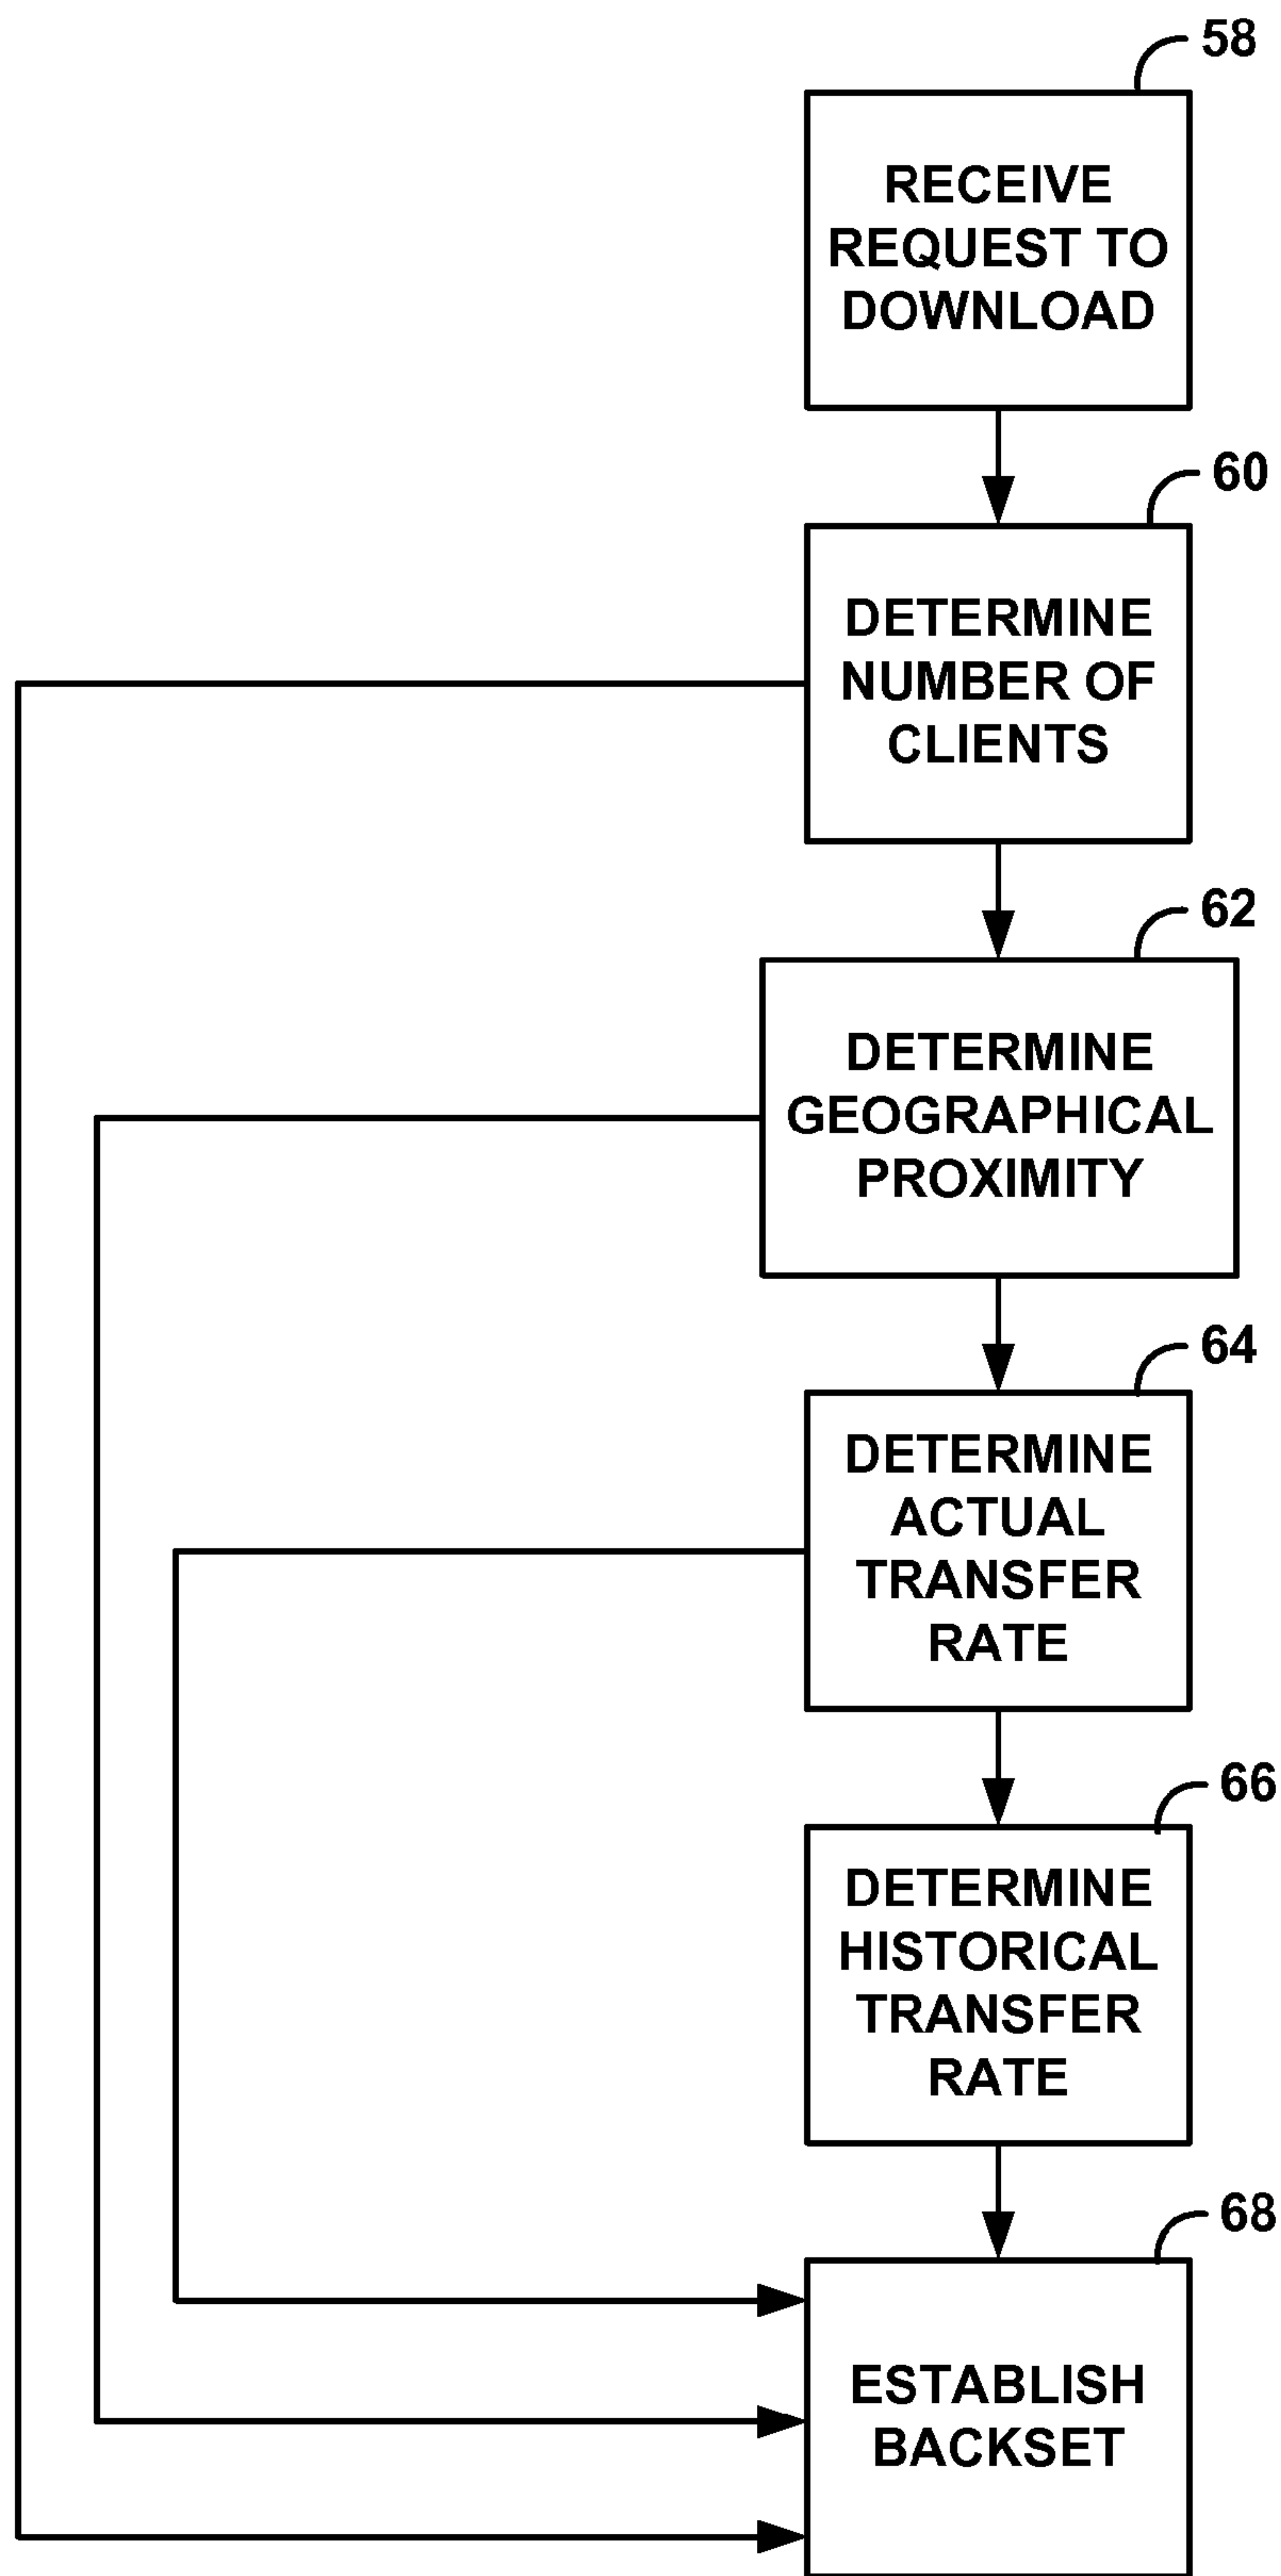 58
RECEIVE
REQUEST TO
DOWNLOAD
60
DETERMINE
NUMBER OF
CLIENTS
62
DETERMINE
GEOGRAPHICAL
PROXIMITY
64
DETERMINE
ACTUAL
TRANSFER
RATE
66
DETERMINE
HISTORICAL
TRANSFER
RATE
68
ESTABLISH
BACKSET